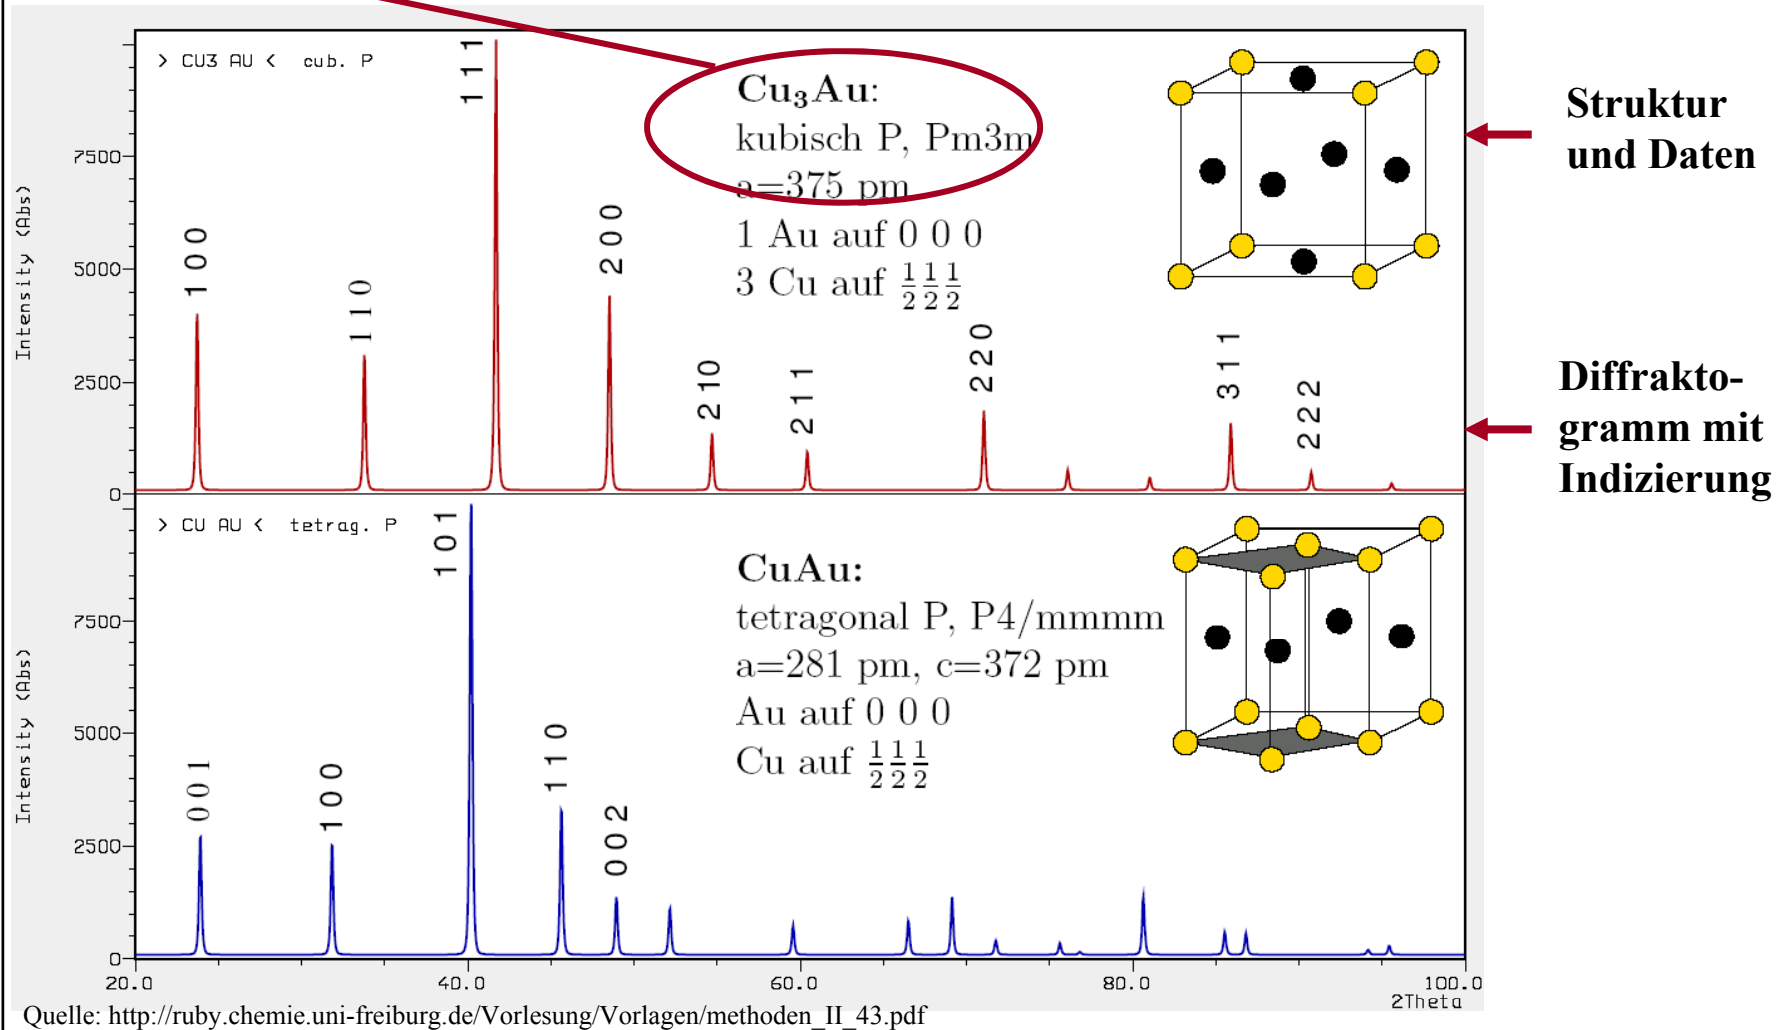 > CU3 AU < cub. P
Intensity (Abs)
7500
5000
2500
0
1 0 0
1 1 0
1 1 1
2 0 0
2 1 0
2 1 1
2 2 0
3 1 1
2 2 2
Cu₃Au:
kubisch P, Pm3m
a=375 pm
1 Au auf 0 0 0
3 Cu auf 1/2 1/2 1/2
Struktur
und Daten
Diffrakto-
gramm mit
Indizierung
> CU AU < tetrag. P
Intensity (Abs)
7500
5000
2500
0
0 0 1
1 0 0
1 0 1
1 1 0
0 0 2
CuAu:
tetragonal P, P4/mmmm
a=281 pm, c=372 pm
Au auf 0 0 0
Cu auf 1/2 1/2 1/2
20.0 40.0 60.0 80.0 100.0
2Theta
Quelle: http://ruby.chemie.uni-freiburg.de/Vorlesung/Vorlagen/methoden_II_43.pdf